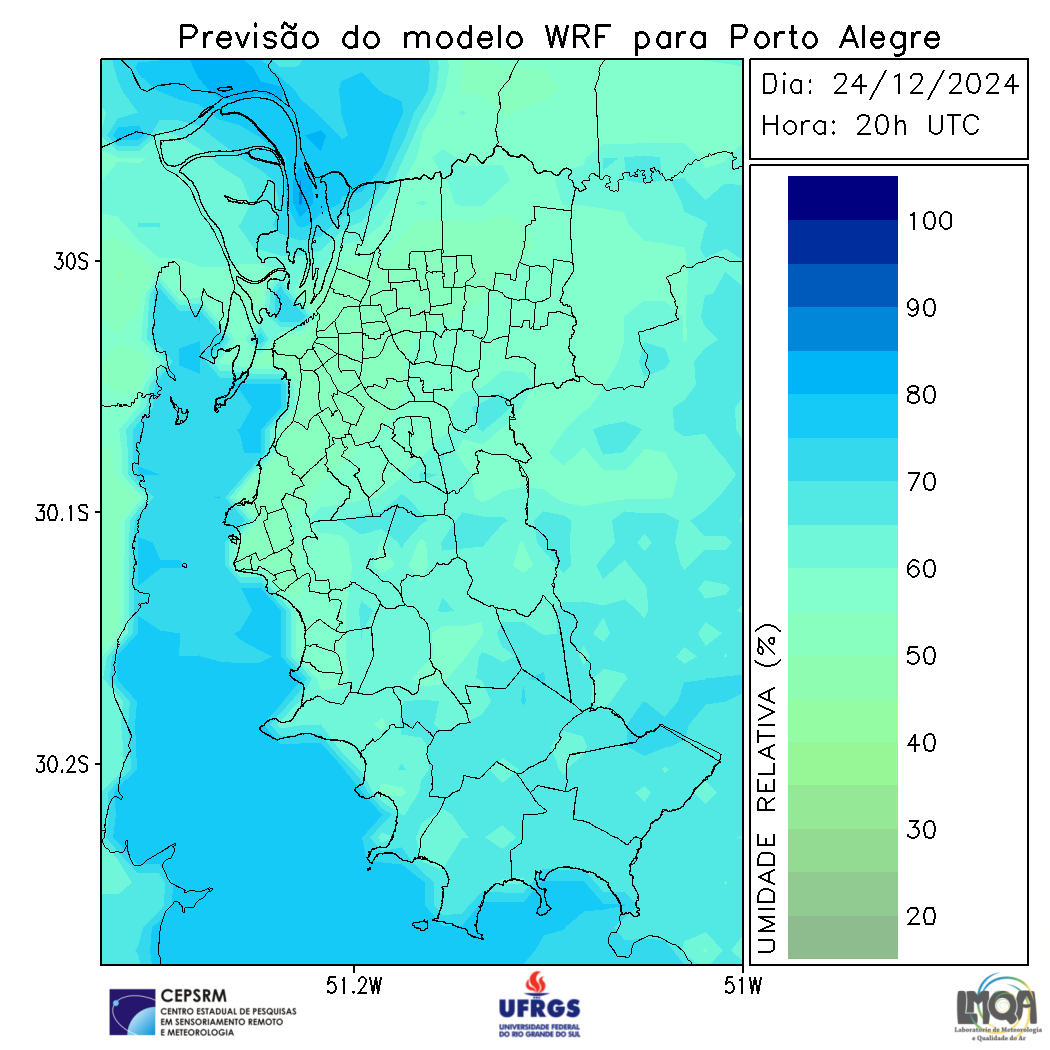 Previsão do modelo WRF para Porto Alegre
Dia: 24/12/2024
Hora: 20h UTC
30S
30.1S
30.2S
51.2W
51W
UMIDADE RELATIVA (%)
100
90
80
70
60
50
40
30
20
CEPSRM
CENTRO ESTADUAL DE PESQUISAS
EM SENSORIAMENTO REMOTO
E METEOROLOGIA
UFRGS
UNIVERSIDADE FEDERAL
DO RIO GRANDE DO SUL
LMQA
Laboratório de Meteorologia
e Qualidade do Ar